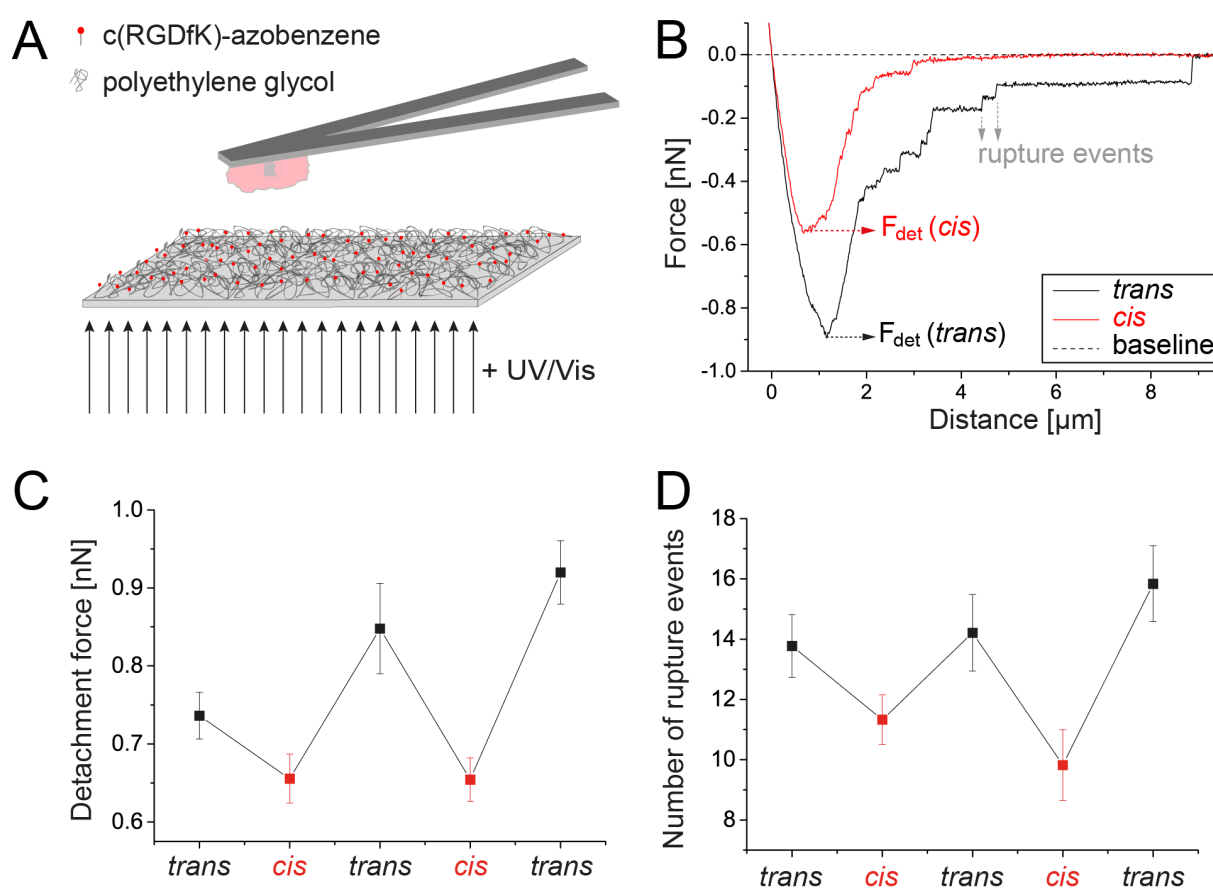 A
c(RGDfK)-azobenzene
polyethylene glycol
+ UV/Vis
B
Force [nN]
0.0
-0.2
-0.4
-0.6
-0.8
-1.0
rupture events
Fdet (cis)
Fdet (trans)
trans
cis
baseline
0 2 4 6 8
Distance [µm]
C
Detachment force [nN]
1.0
0.9
0.8
0.7
0.6
trans cis trans cis trans
D
Number of rupture events
18
16
14
12
10
8
trans cis trans cis trans